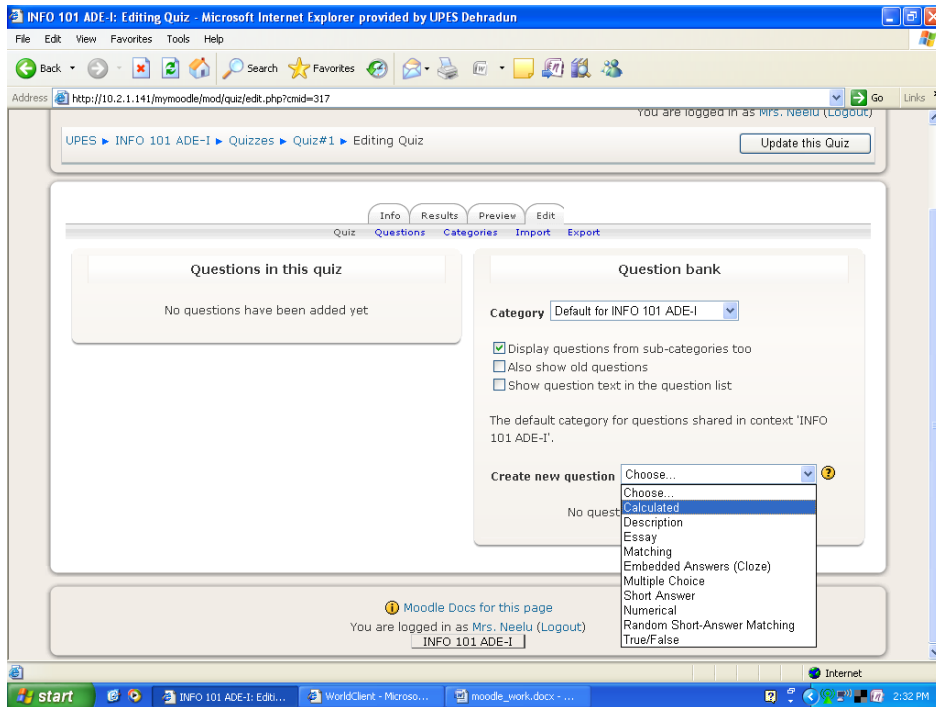 INFO 101 ADE-I: Editing Quiz - Microsoft Internet Explorer provided by UPES Dehradun
File Edit View Favorites Tools Help
Back Search Favorites
Address http://10.2.1.141/mymoodle/mod/quiz/edit.php?cmid=317 Go Links
You are logged in as Mrs. Neelu (Logout)
UPES ► INFO 101 ADE-I ► Quizzes ► Quiz#1 ► Editing Quiz
Update this Quiz
Info Results Preview Edit
Quiz Questions Categories Import Export
Questions in this quiz
No questions have been added yet
Question bank
Category Default for INFO 101 ADE-I
Display questions from sub-categories too
Also show old questions
Show question text in the question list
The default category for questions shared in context 'INFO
101 ADE-I'.
Create new question Choose...
Choose...
Calculated
No quest
Description
Essay
Matching
Embedded Answers (Cloze)
Multiple Choice
Short Answer
Numerical
Random Short-Answer Matching
True/False
Moodle Docs for this page
You are logged in as Mrs. Neelu (Logout)
INFO 101 ADE-I
Internet
start INFO 101 ADE-I: Editi... WorldClient - Microso... moodle_work.docx - ... 2:32 PM